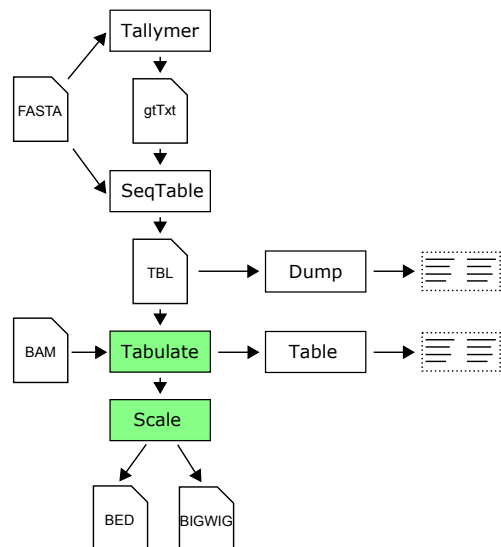 Tallymer
FASTA
gtTxt
SeqTable
TBL
Dump
BAM
Tabulate
Table
Scale
BED
BIGWIG